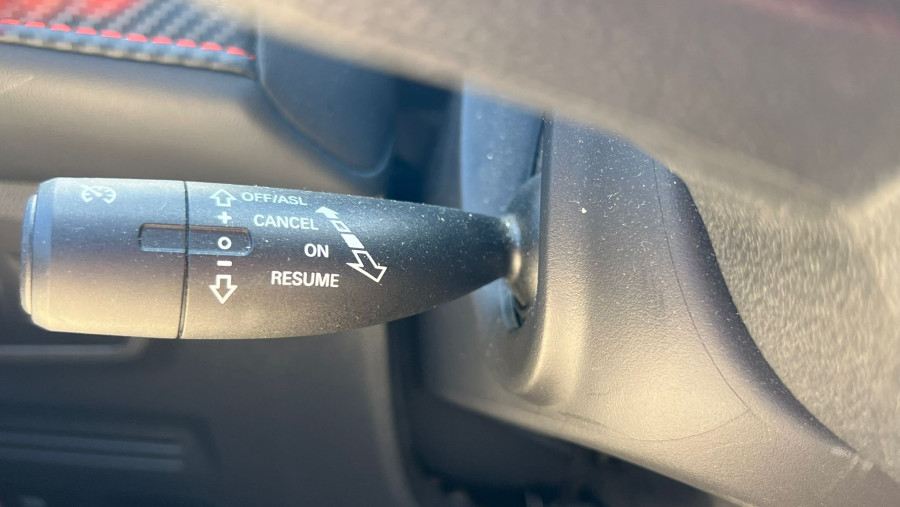 OFF/ASL
+
CANCEL
O
ON
-
RESUME